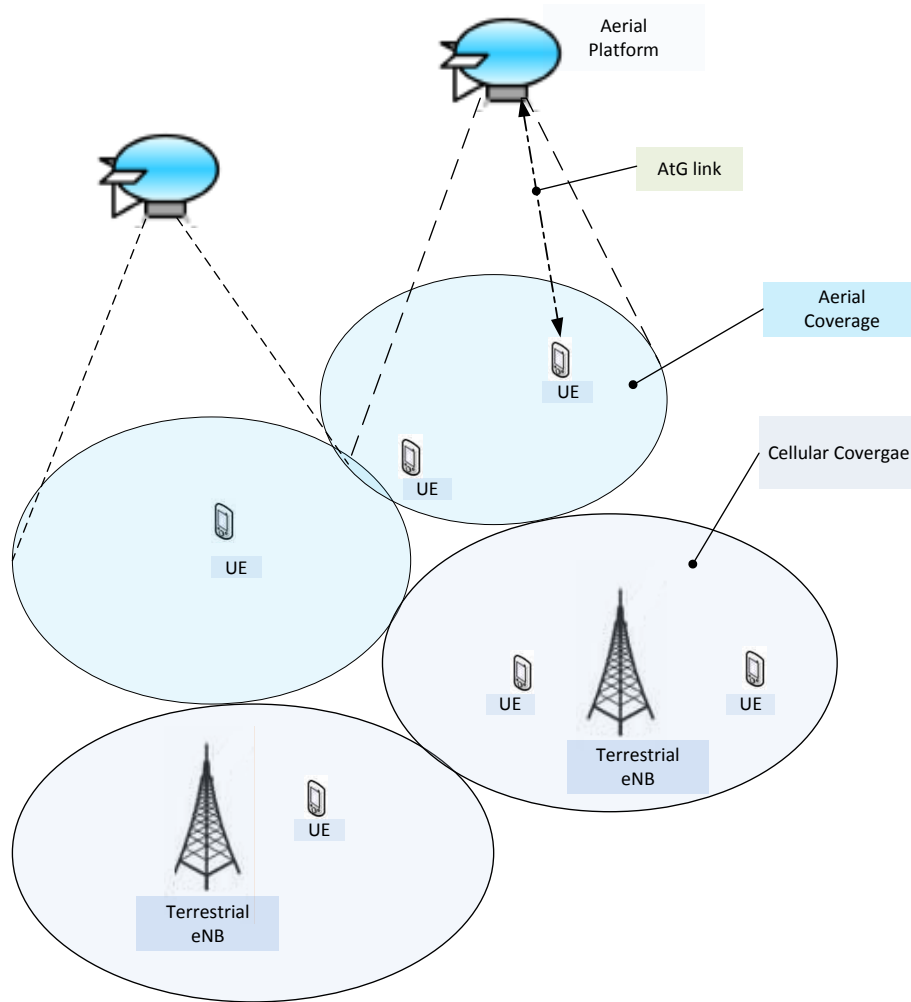 Aerial
Platform
AtG link
Aerial
Coverage
UE
Cellular Covergae
UE
UE
UE
UE
Terrestrial
eNB
UE
Terrestrial
eNB